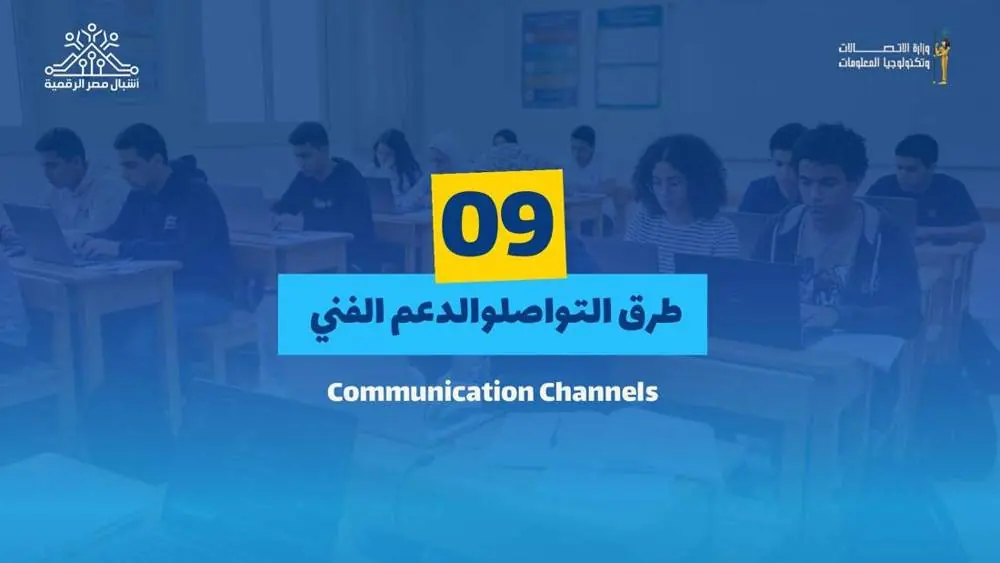 وزارة الاتصالات
وتكنولوجيا المعلومات
أشبال مصر الرقمية
09
طرق التواصلوالدعم الفني
Communication Channels